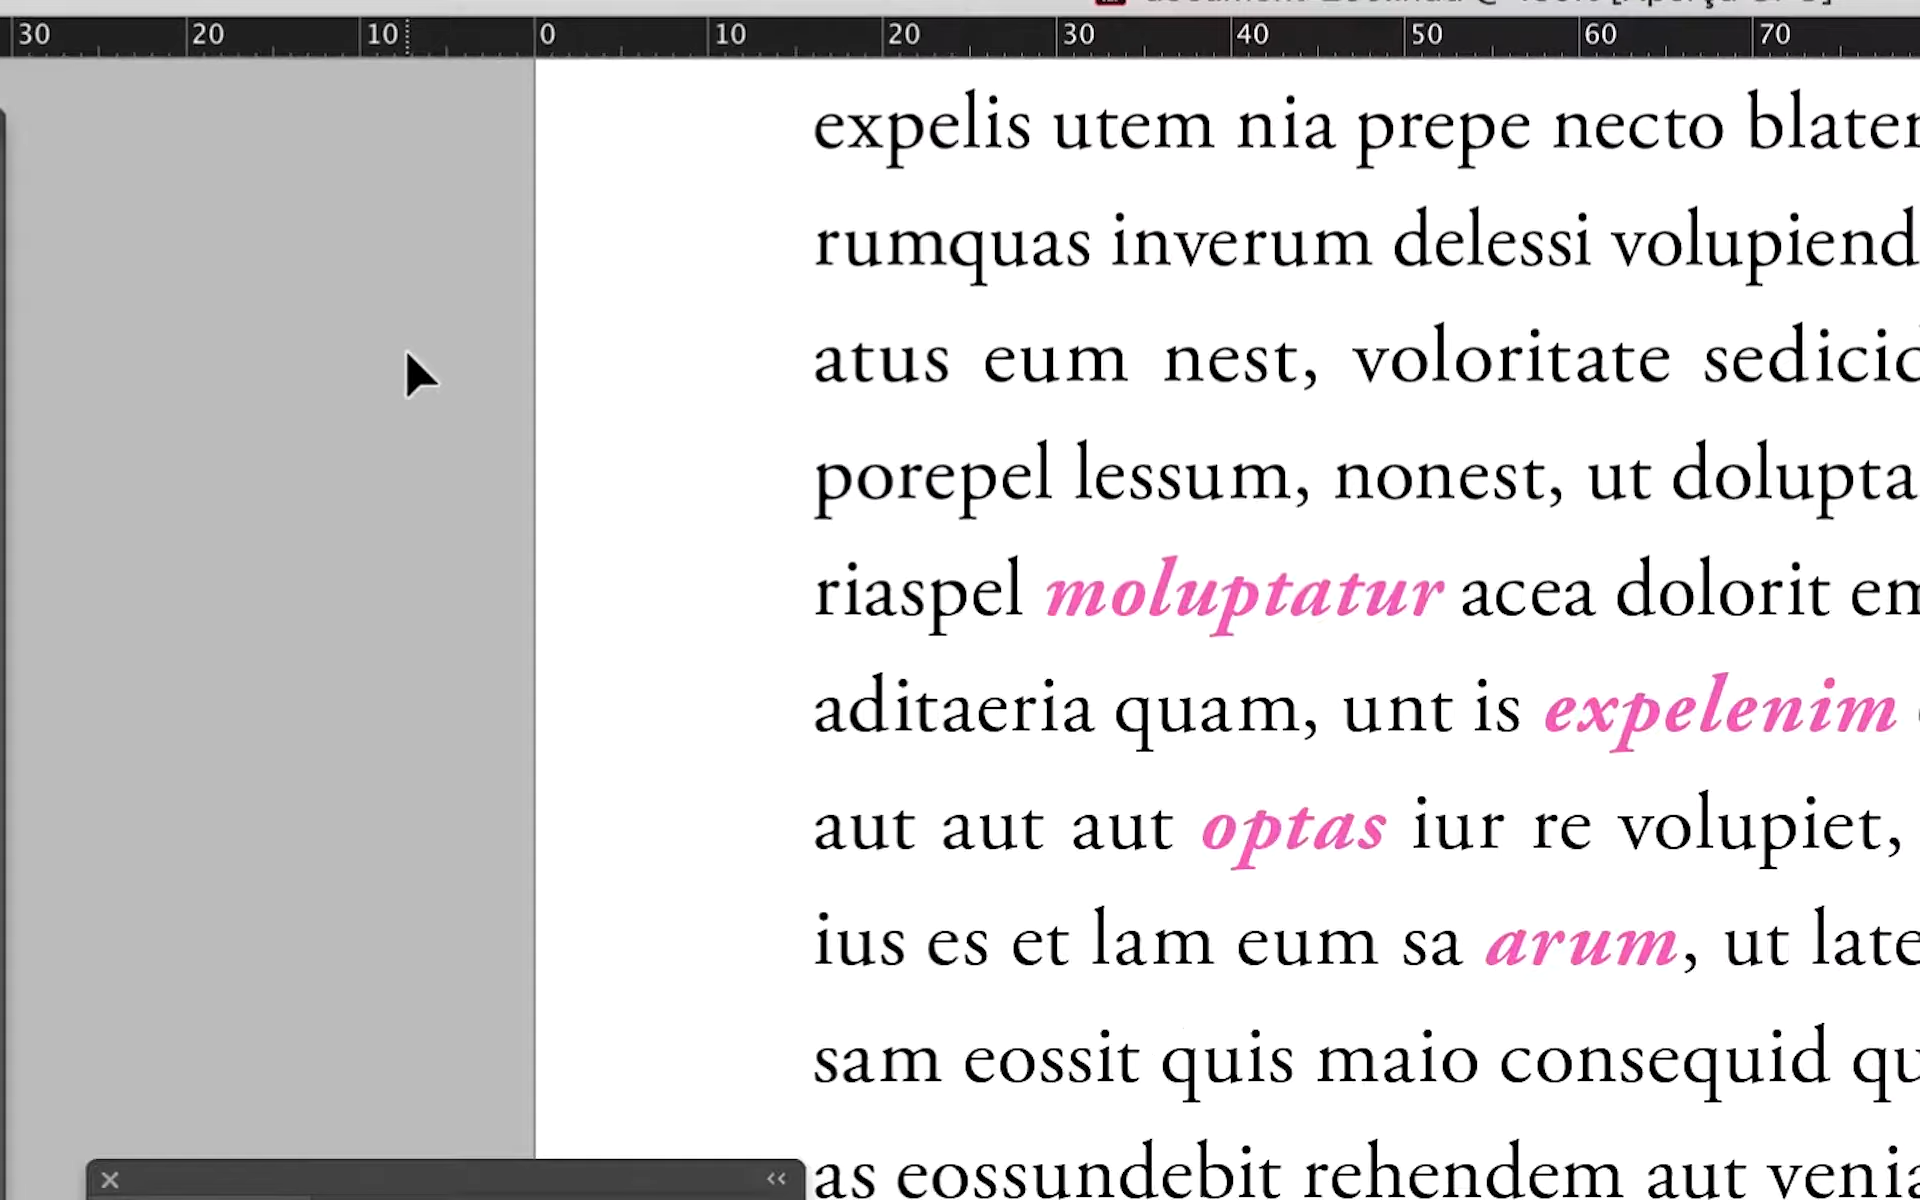 30 20 10 0 10 20 30 40 50 60 70
expelis utem nia prepe necto blater
rumquas inverum delessi volupiend
atus eum nest, voloritate sedicid
porepel lessum, nonest, ut dolupta
riaspel moluptatur acea dolorit em
aditaeria quam, unt is expelenim
aut aut aut optas iur re volupiet,
ius es et lam eum sa arum, ut late
sam eossit quis maio consequid qu
as eossundebit rehendem aut venia